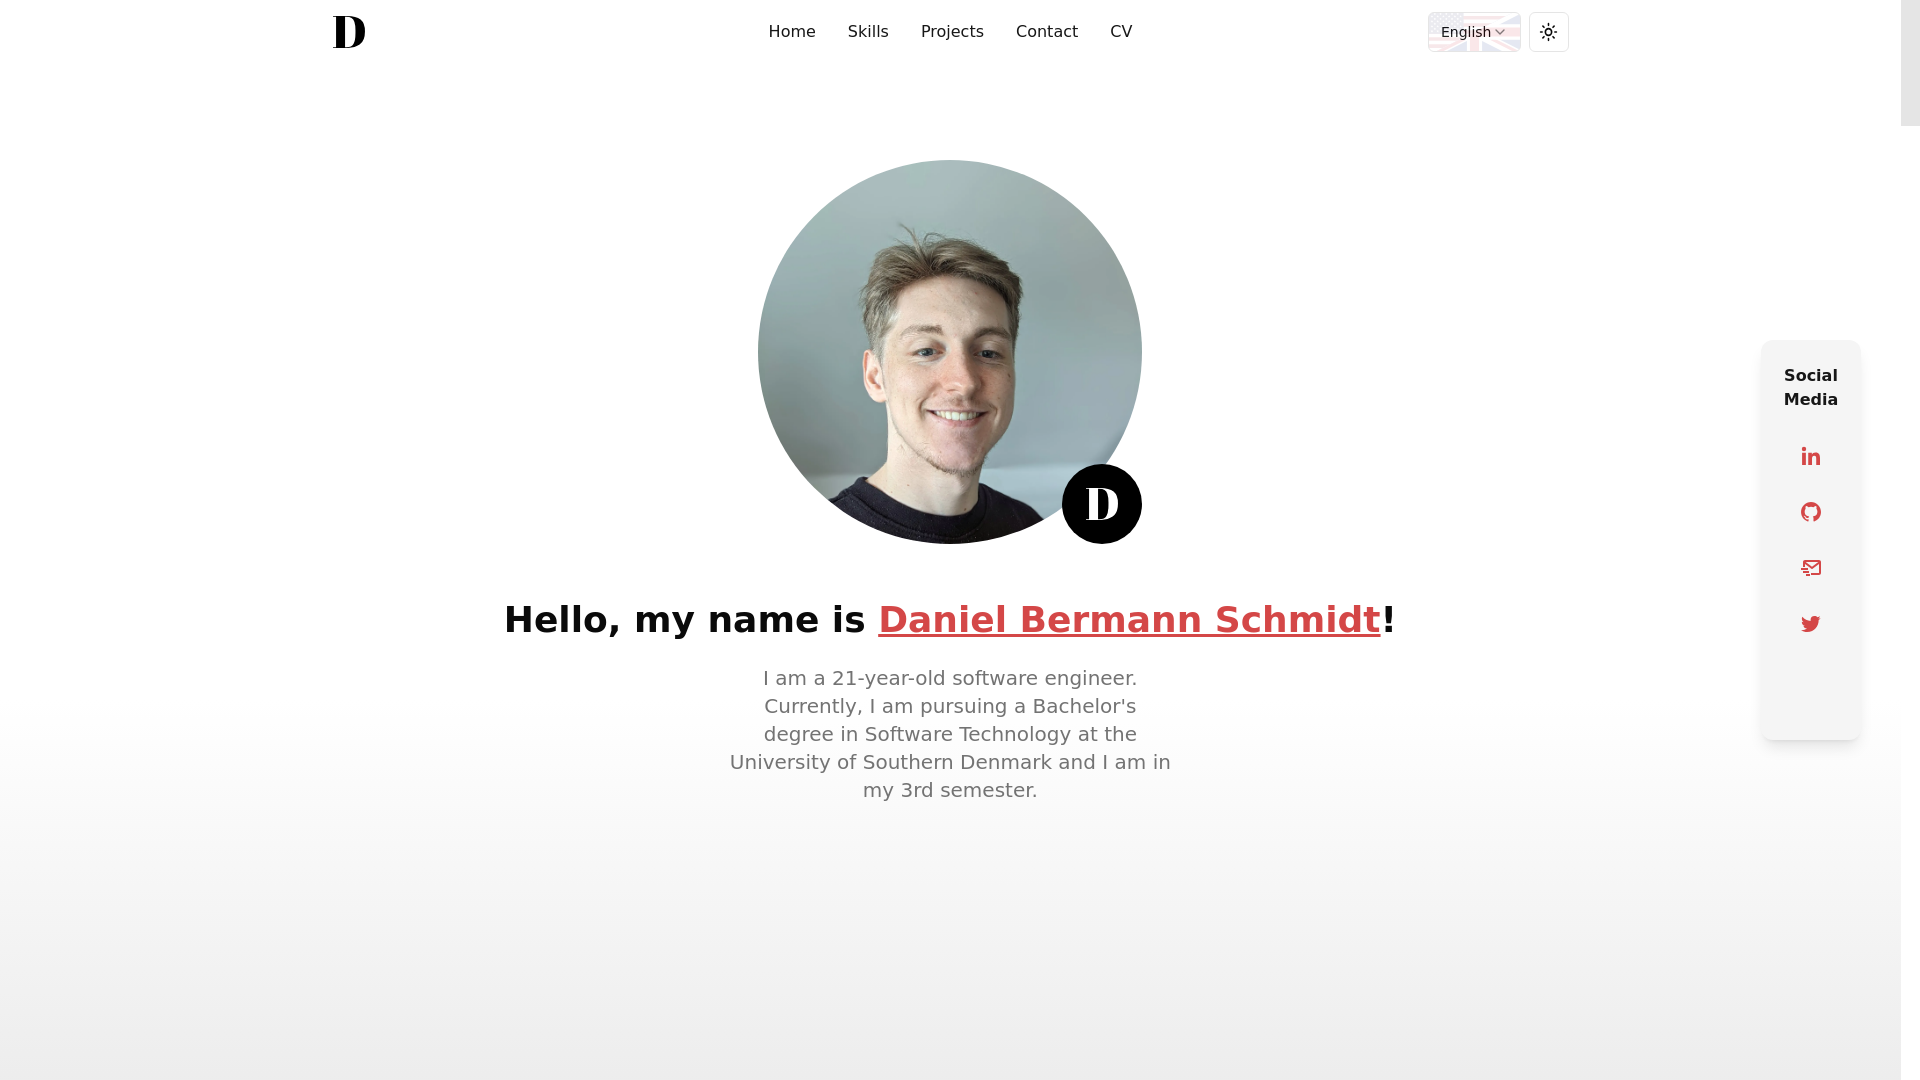 D
Home
Skills
Projects
Contact
CV
English
D
Hello, my name is Daniel Bermann Schmidt!
I am a 21-year-old software engineer.
Currently, I am pursuing a Bachelor's
degree in Software Technology at the
University of Southern Denmark and I am in
my 3rd semester.
Social
Media
in